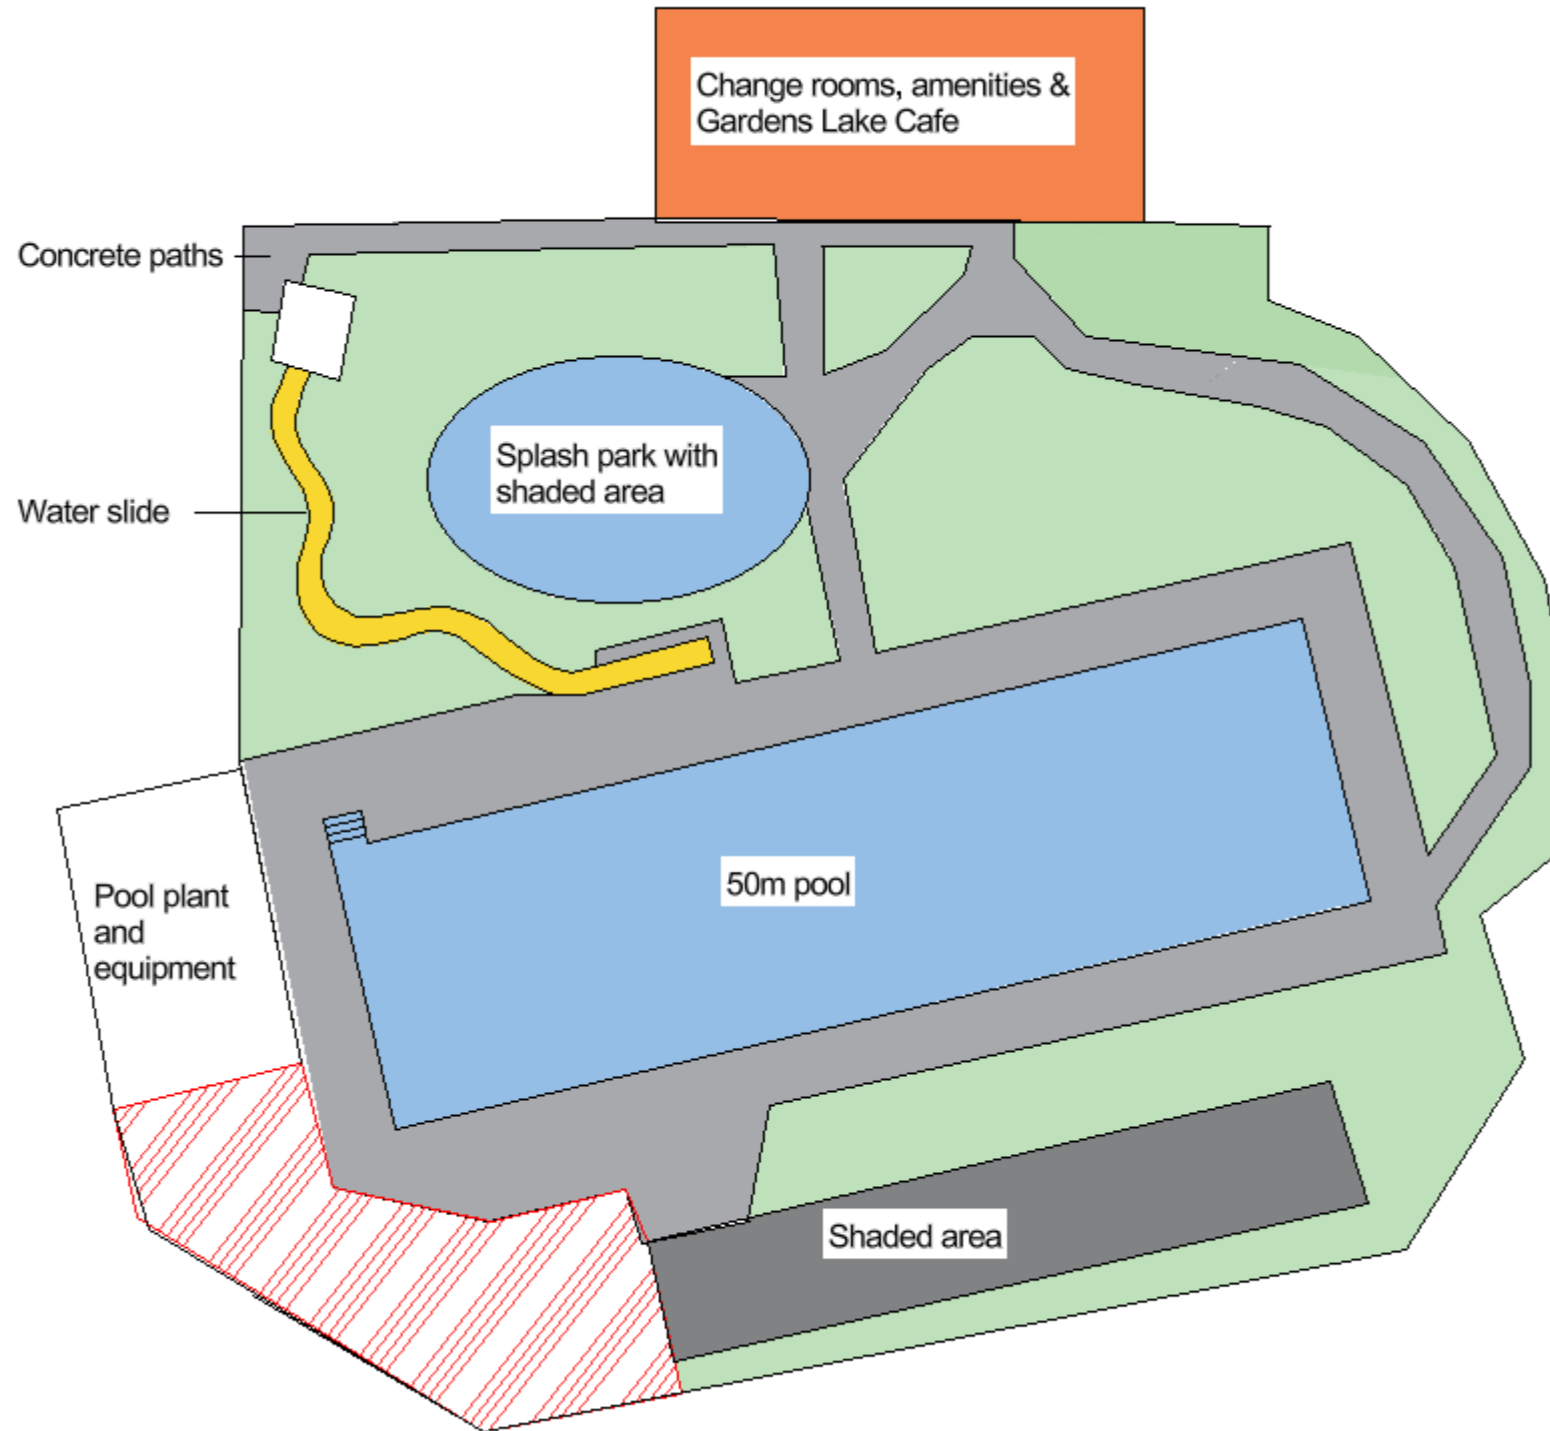 Change rooms, amenities &
Gardens Lake Cafe
Concrete paths
Splash park with
shaded area
Water slide
50m pool
Pool plant
and
equipment
Shaded area